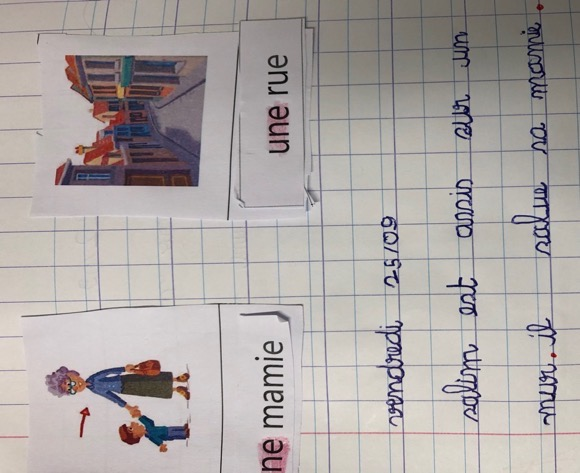 une rue
ne mamie
vendredi 25/09
salim est assis sur un
mur. il salue sa mamie.